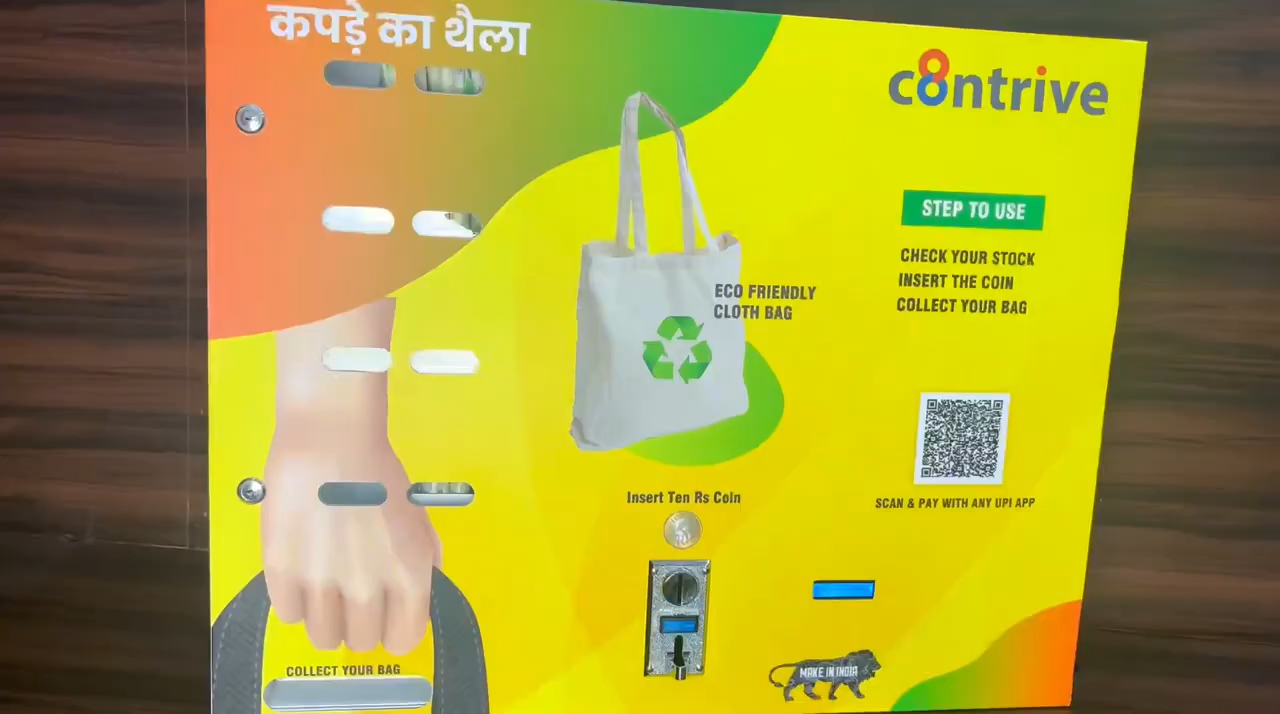 कपड़े का थैला
contrive
STEP TO USE
CHECK YOUR STOCK
INSERT THE COIN
COLLECT YOUR BAG
ECO FRIENDLY
CLOTH BAG
SCAN & PAY WITH ANY UPI APP
Insert Ten Rs Coin
COLLECT YOUR BAG
MAKE IN INDIA